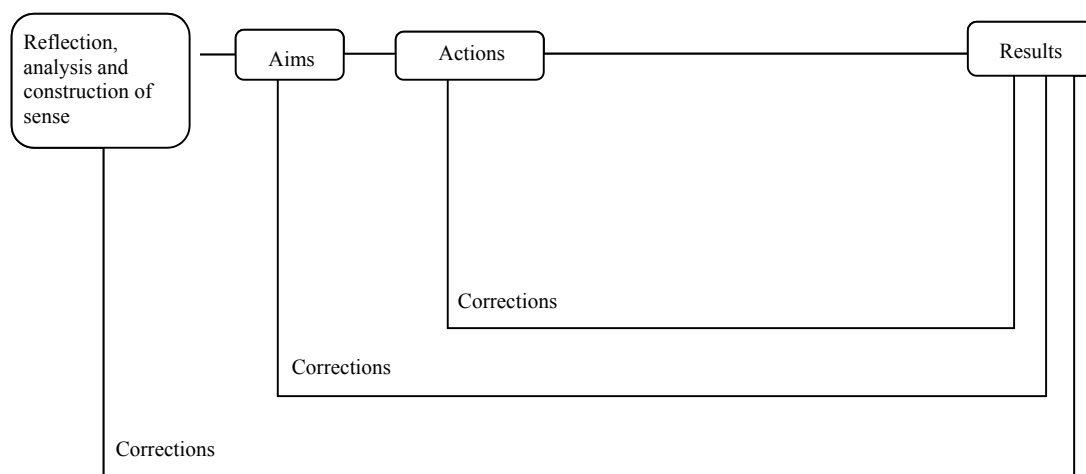 Reflection,
analysis and
construction of
sense
Aims
Actions
Results
Corrections
Corrections
Corrections